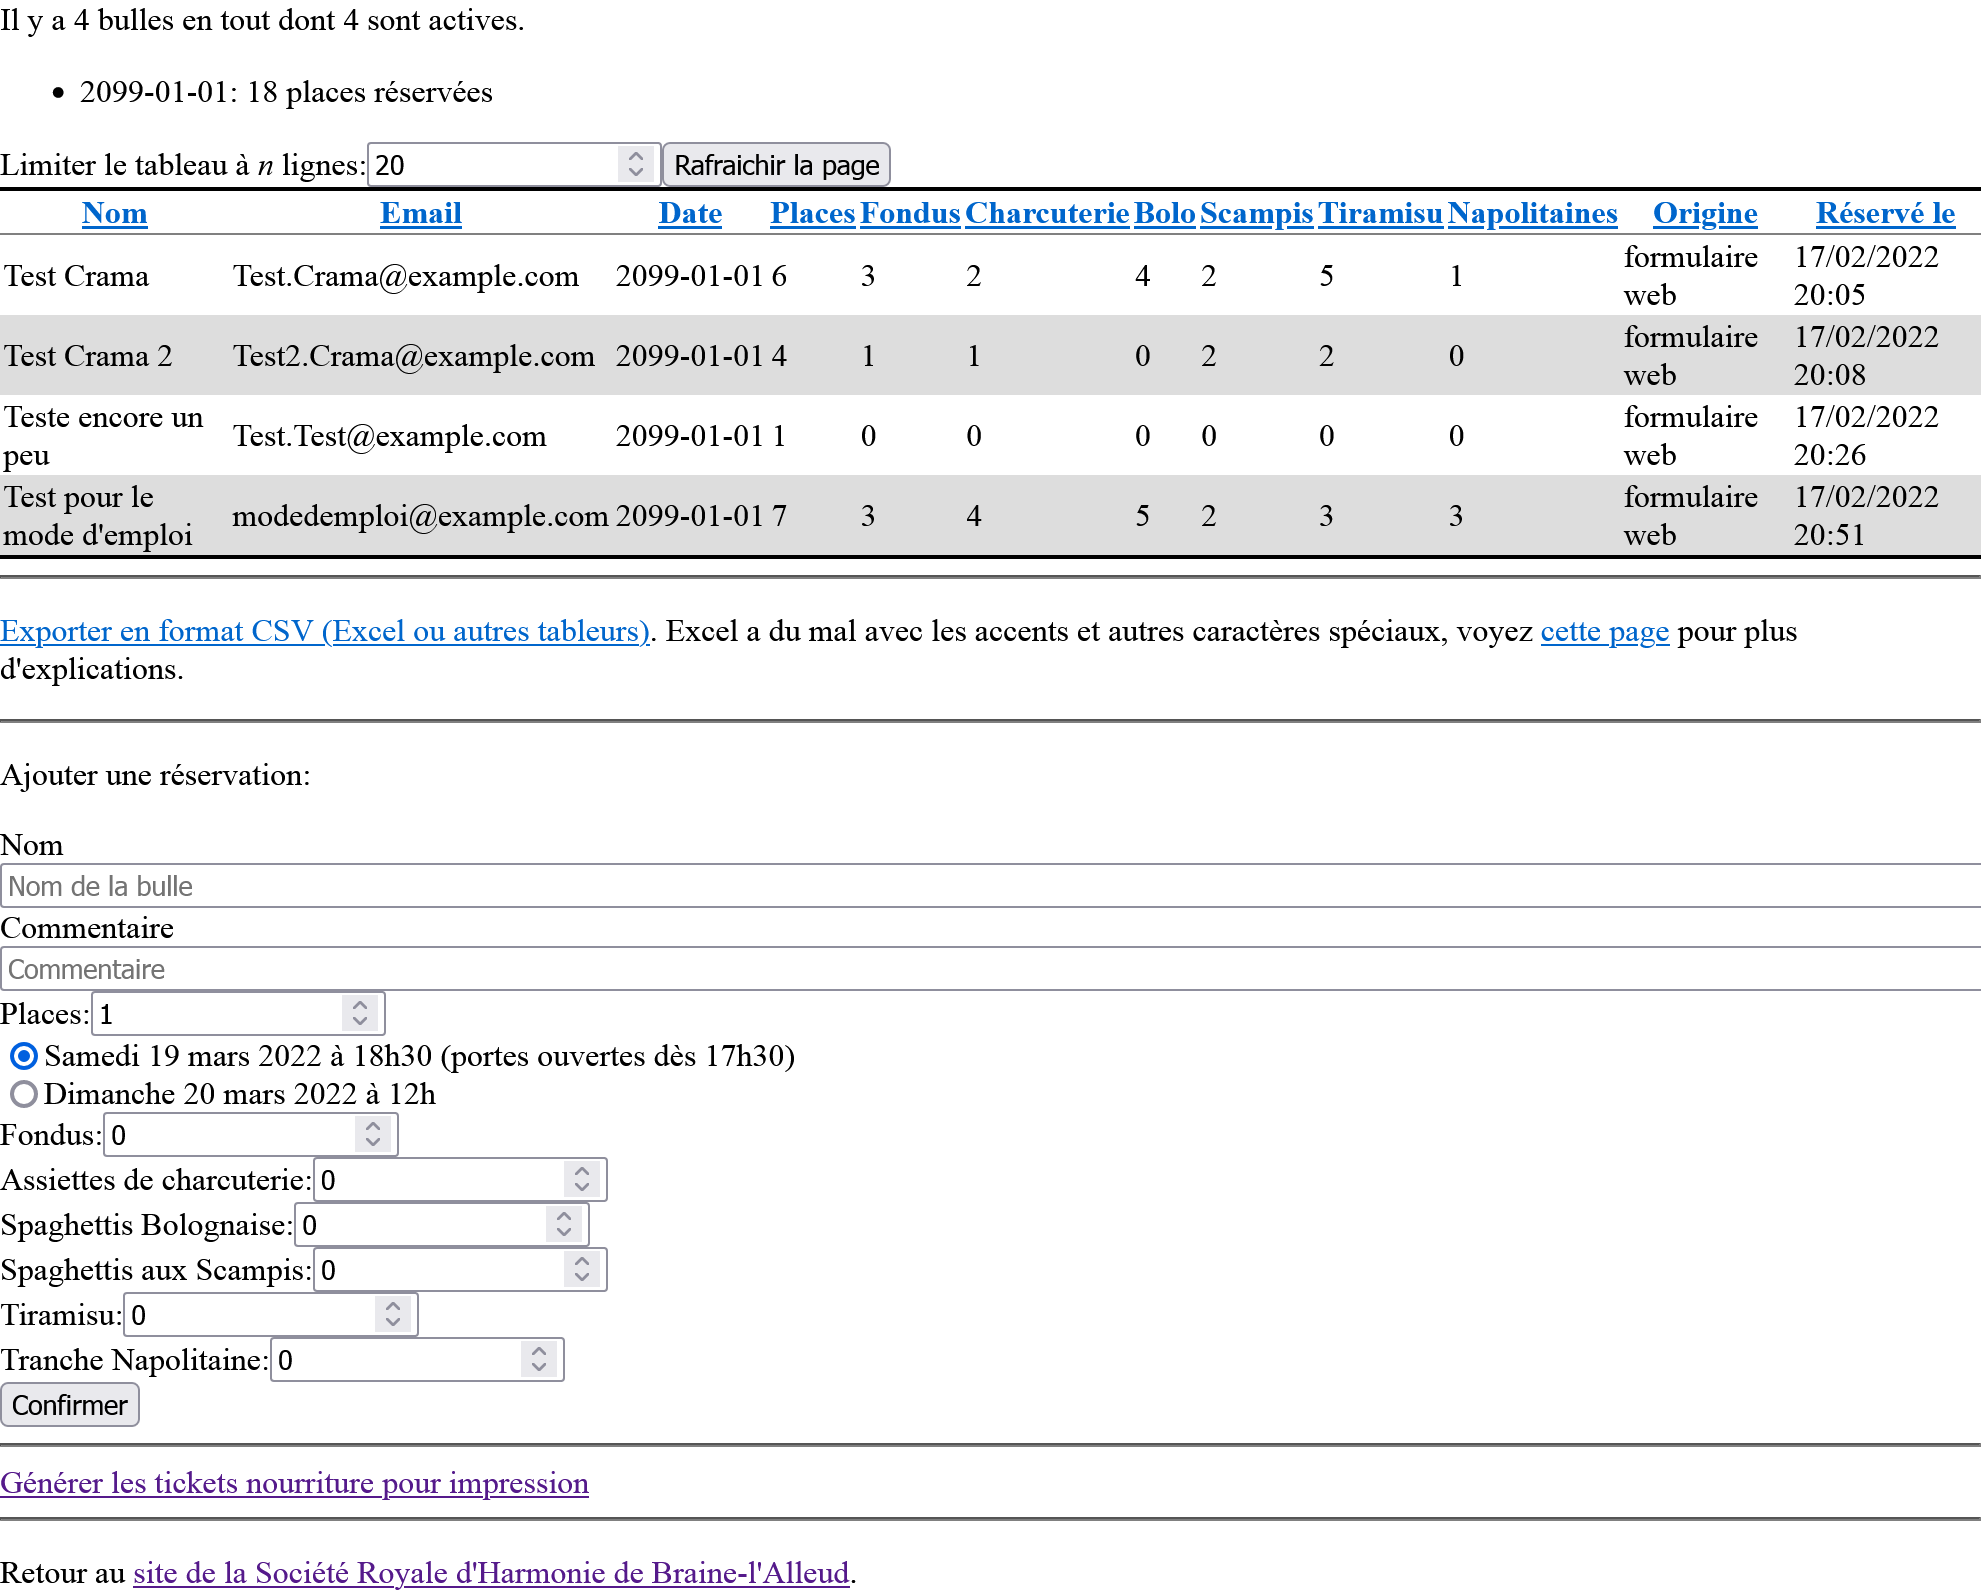 Il y a 4 bulles en tout dont 4 sont actives.
• 2099-01-01: 18 places réservées
Limiter le tableau à n lignes: 20 Rafraichir la page
Nom Email Date Places Fondus Charcuterie Bolo Scampis Tiramisu Napolitaines Origine Réservé le
Test Crama Test.Crama@example.com 2099-01-01 6 3 2 4 2 5 1 formulaire web 17/02/2022 20:05
Test Crama 2 Test2.Crama@example.com 2099-01-01 4 1 1 0 2 2 0 formulaire web 17/02/2022 20:08
Teste encore un peu Test.Test@example.com 2099-01-01 1 0 0 0 0 0 0 formulaire web 17/02/2022 20:26
Test pour le mode d'emploi modedemploi@example.com 2099-01-01 7 3 4 5 2 3 3 formulaire web 17/02/2022 20:51
Exporter en format CSV (Excel ou autres tableurs). Excel a du mal avec les accents et autres caractères spéciaux, voyez cette page pour plus
d'explications.
Ajouter une réservation:
Nom
Nom de la bulle
Commentaire
Commentaire
Places: 1
Samedi 19 mars 2022 à 18h30 (portes ouvertes dès 17h30)
Dimanche 20 mars 2022 à 12h
Fondus: 0
Assiettes de charcuterie: 0
Spaghettis Bolognaise: 0
Spaghettis aux Scampis: 0
Tiramisu: 0
Tranche Napolitaine: 0
Confirmer
Générer les tickets nourriture pour impression
Retour au site de la Société Royale d'Harmonie de Braine-l'Alleud.